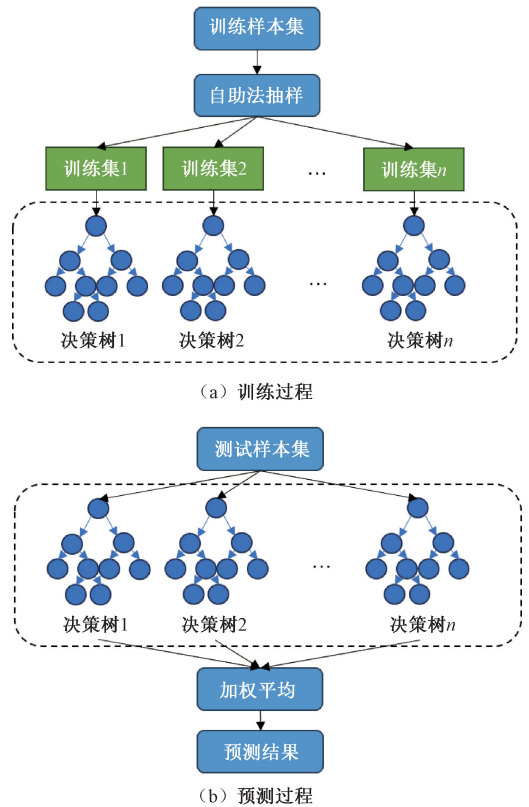 训练样本集
自助法抽样
训练集1 训练集2 … 训练集n
…
决策树1 决策树2 决策树n
（a）训练过程
测试样本集
…
决策树1 决策树2 决策树n
加权平均
预测结果
（b）预测过程